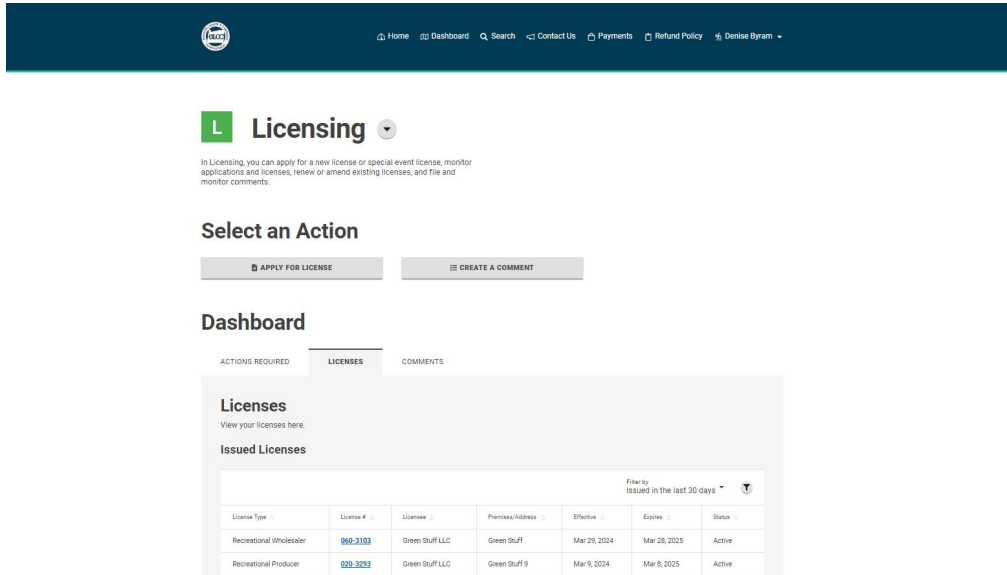 OLCC
Home Dashboard Search Contact Us Payments Refund Policy Denise Byram
L Licensing
In Licensing, you can apply for a new license or special event license, monitor
applications and licenses, renew or amend existing licenses, and file and
monitor comments.
Select an Action
APPLY FOR LICENSE CREATE A COMMENT
Dashboard
ACTIONS REQUIRED LICENSES COMMENTS
Licenses
View your licenses here.
Issued Licenses
Filter by
Issued in the last 30 days
License Type License # Licensee Premises/Address Effective Expires Status
Recreational Wholesaler 060-3103 Green Stuff LLC Green Stuff Mar 29, 2024 Mar 28, 2025 Active
Recreational Producer 020-3293 Green Stuff LLC Green Stuff 9 Mar 9, 2024 Mar 8, 2025 Active